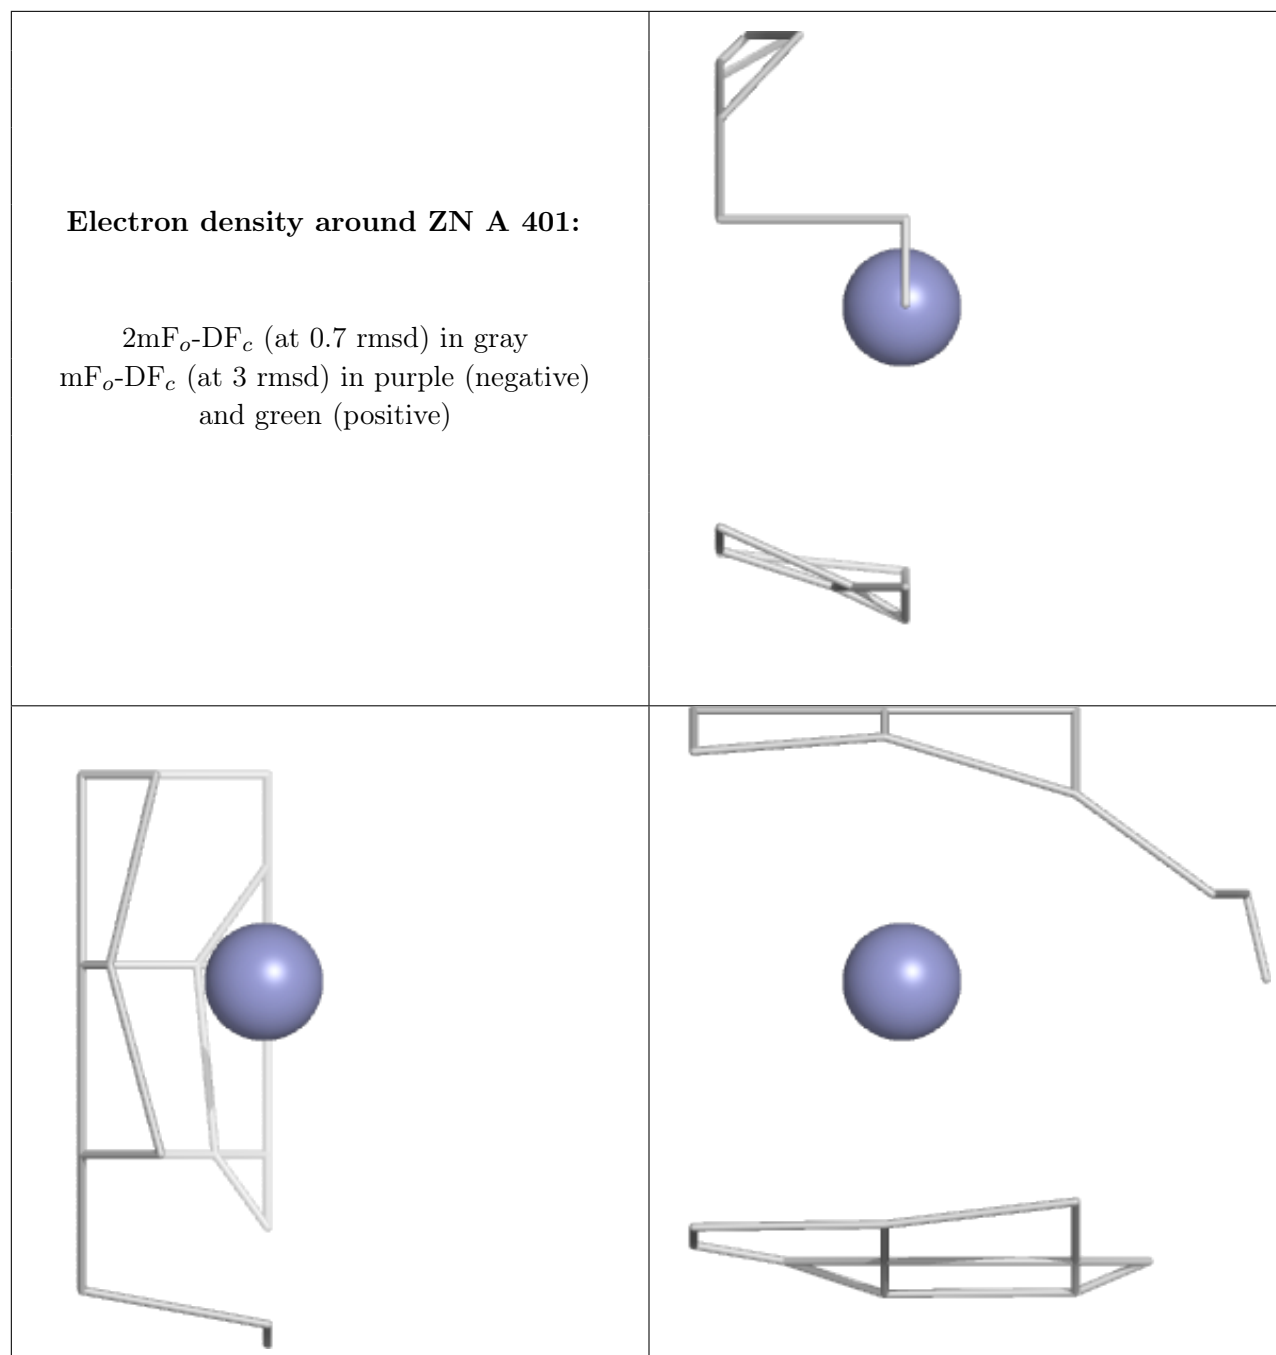 Electron density around ZN A 401:
2mFo-DFc (at 0.7 rmsd) in gray
mFo-DFc (at 3 rmsd) in purple (negative)
and green (positive)